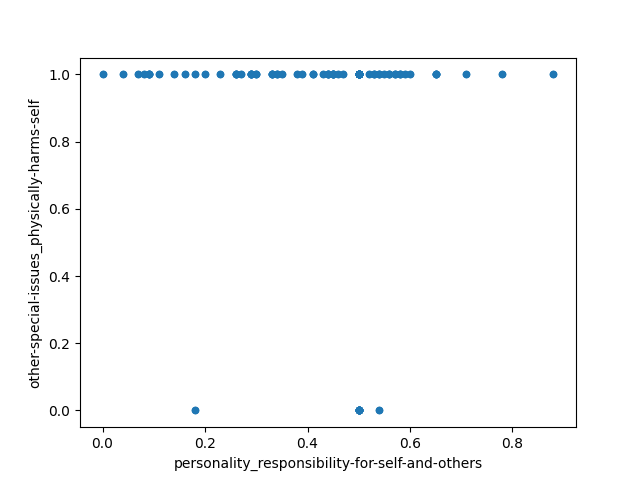 1.0
0.8
0.6
0.4
0.2
0.0
other-special-issues_physically-harms-self
0.0 0.2 0.4 0.6 0.8
personality_responsibility-for-self-and-others